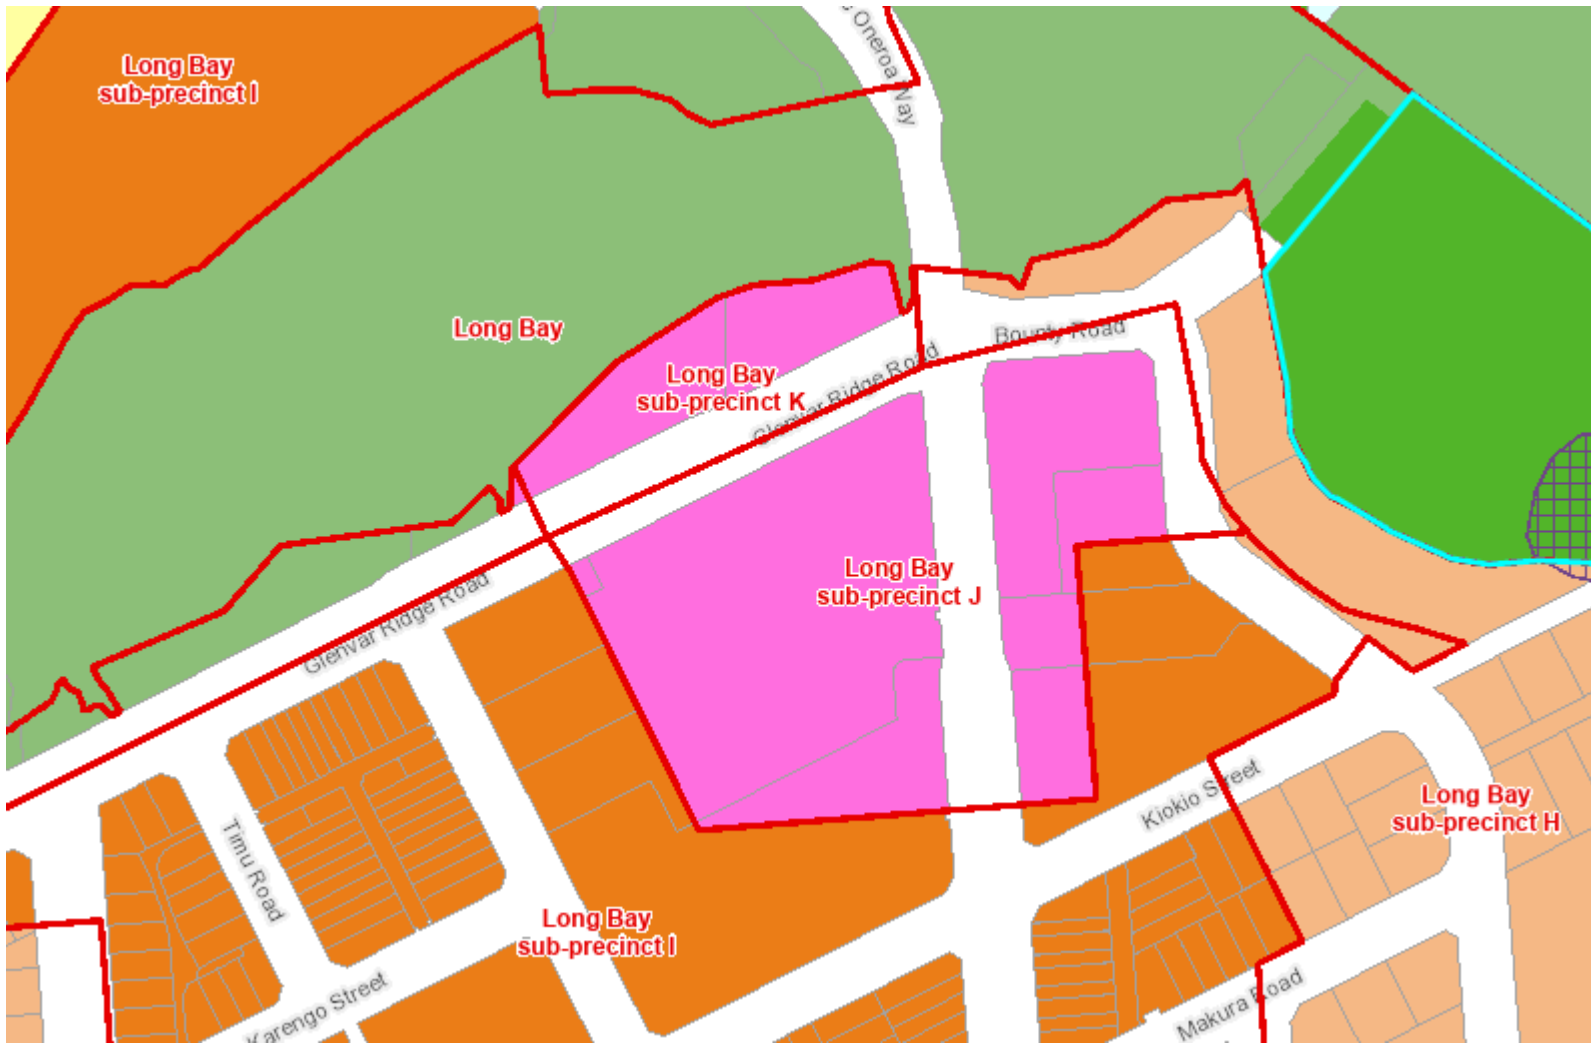 Oneroa Way
Long Bay
sub-precinct I
Long Bay
Bounty Road
Long Bay
sub-precinct K
Glenvar Ridge Road
Long Bay
sub-precinct J
Glenvar Ridge Road
Kiokio Street
Long Bay
sub-precinct H
Timu Road
Long Bay
sub-precinct I
Karengo Street
Makura Road